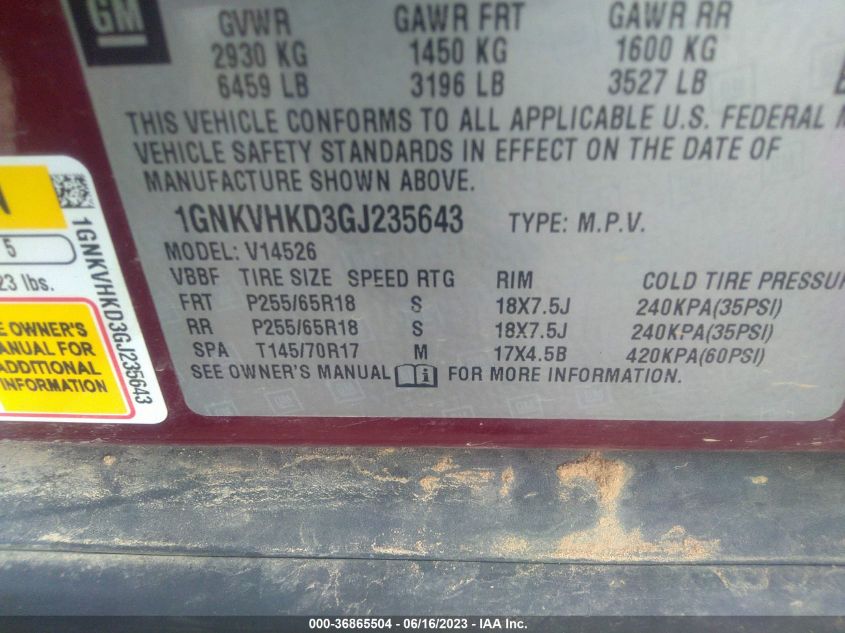 GM
GVWR GAWR FRT GAWR RR
2930 KG 1450 KG 1600 KG
6459 LB 3196 LB 3527 LB
THIS VEHICLE CONFORMS TO ALL APPLICABLE U.S. FEDERAL
VEHICLE SAFETY STANDARDS IN EFFECT ON THE DATE OF
MANUFACTURE SHOWN ABOVE.
1GNKVHKD3GJ235643 TYPE: M.P.V.
MODEL: V14526
VBBF TIRE SIZE SPEED RTG RIM COLD TIRE PRESSUR
FRT P255/65R18 S 18X7.5J 240KPA(35PSI)
RR P255/65R18 S 18X7.5J 240KPA(35PSI)
SPA T145/70R17 M 17X4.5B 420KPA(60PSI)
SEE OWNER'S MANUAL i FOR MORE INFORMATION.
5
23 lbs.
E OWNER'S
ANUAL FOR
ADDITIONAL
INFORMATION
1GNKVHKD3GJ235643
000-36865504 - 06/16/2023 - IAA Inc.